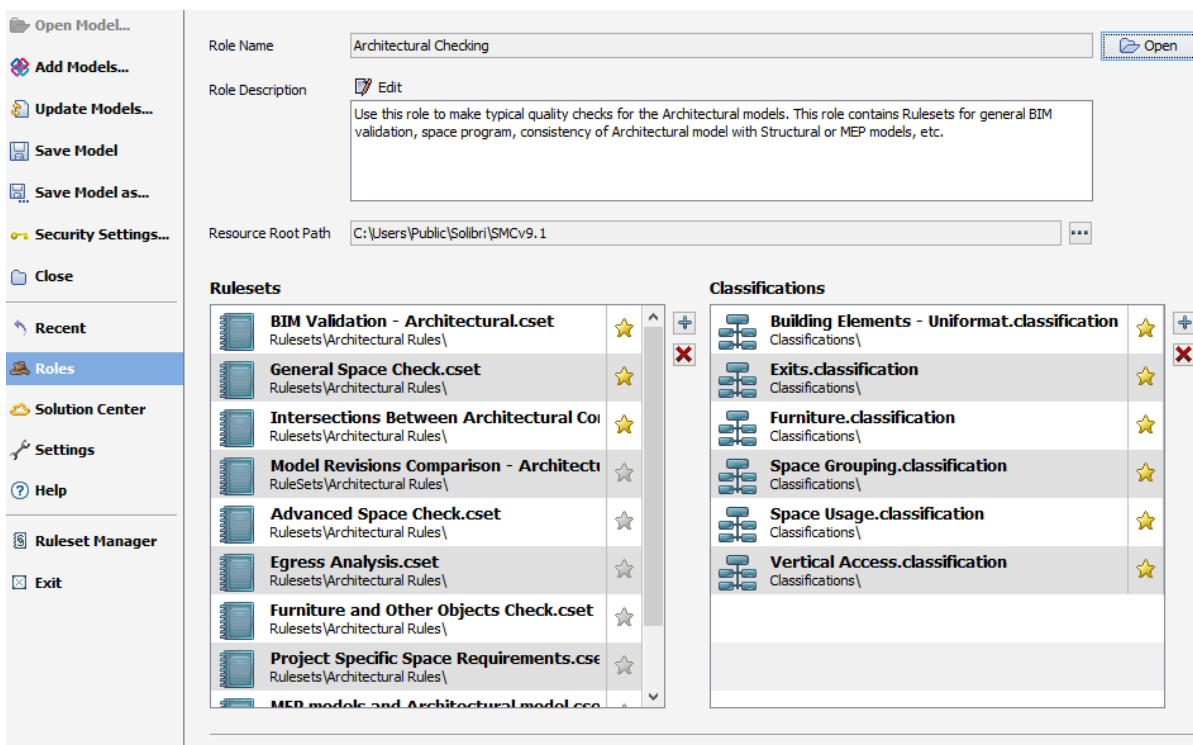 Open Model...
Add Models...
Update Models...
Save Model
Save Model as...
Security Settings...
Close
Recent
Roles
Solution Center
Settings
Help
Ruleset Manager
Exit
Role Name
Architectural Checking
Open
Role Description
Edit
Use this role to make typical quality checks for the Architectural models. This role contains Rulesets for general BIM
validation, space program, consistency of Architectural model with Structural or MEP models, etc.
Resource Root Path
C:\Users\Public\Solibri\SMCv9.1
Rulesets
BIM Validation - Architectural.cset
Rulesets\Architectural Rules\
General Space Check.cset
Rulesets\Architectural Rules\
Intersections Between Architectural Co
Rulesets\Architectural Rules\
Model Revisions Comparison - Architect
RuleSets\Architectural Rules\
Advanced Space Check.cset
Rulesets\Architectural Rules\
Egress Analysis.cset
Rulesets\Architectural Rules\
Furniture and Other Objects Check.cset
Rulesets\Architectural Rules\
Project Specific Space Requirements.cse
Rulesets\Architectural Rules\
MEP models and Architectural model.cse
Classifications
Building Elements - Uniformat.classification
Classifications\
Exits.classification
Classifications\
Furniture.classification
Classifications\
Space Grouping.classification
Classifications\
Space Usage.classification
Classifications\
Vertical Access.classification
Classifications\